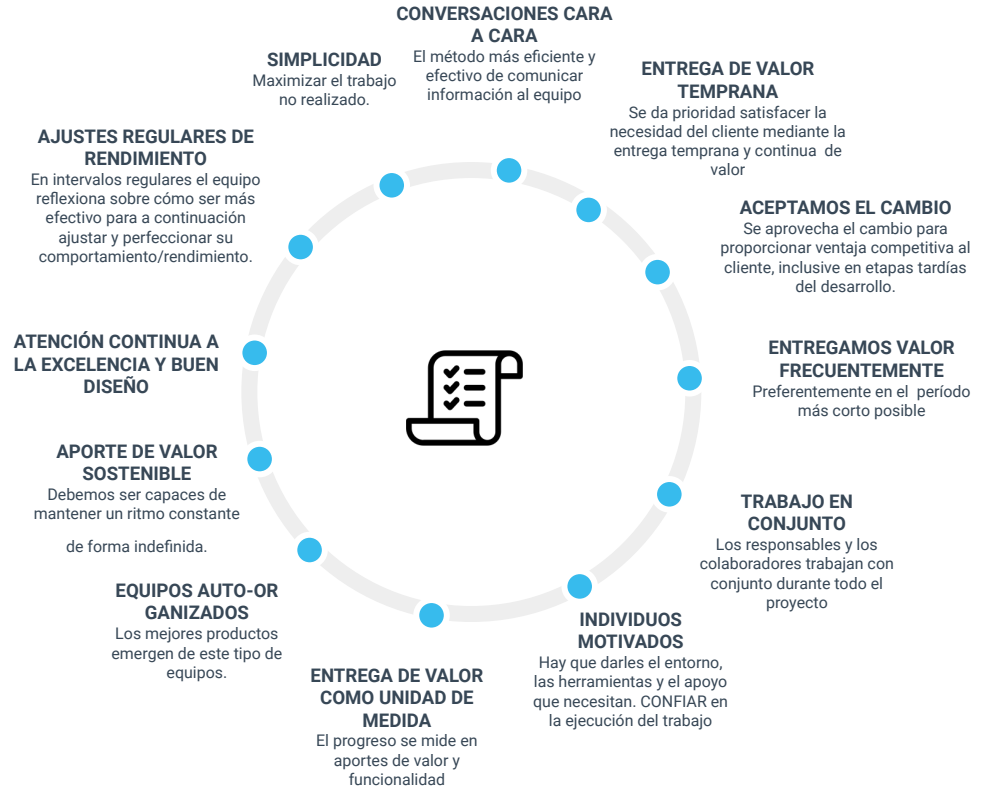 CONVERSACIONES CARA
A CARA
El método más eficiente y
efectivo de comunicar
información al equipo
ENTREGA DE VALOR
TEMPRANA
Se da prioridad satisfacer la
necesidad del cliente mediante la
entrega temprana y continua de
valor
ACEPTAMOS EL CAMBIO
Se aprovecha el cambio para
proporcionar ventaja competitiva al
cliente, inclusive en etapas tardías
del desarrollo.
ENTREGAMOS VALOR
FRECUENTEMENTE
Preferentemente en el período
más corto posible
TRABAJO EN
CONJUNTO
Los responsables y los
colaboradores trabajan con
conjunto durante todo el
proyecto
INDIVIDUOS
MOTIVADOS
Hay que darles el entorno,
las herramientas y el apoyo
que necesitan. CONFIAR en
la ejecución del trabajo
ENTREGA DE VALOR
COMO UNIDAD DE
MEDIDA
El progreso se mide en
aportes de valor y
funcionalidad
EQUIPOS AUTO-OR
GANIZADOS
Los mejores productos
emergen de este tipo de
equipos.
APORTE DE VALOR
SOSTENIBLE
Debemos ser capaces de
mantener un ritmo constante
de forma indefinida.
ATENCIÓN CONTINUA A
LA EXCELENCIA Y BUEN
DISEÑO
AJUSTES REGULARES DE
RENDIMIENTO
En intervalos regulares el equipo
reflexiona sobre cómo ser más
efectivo para a continuación
ajustar y perfeccionar su
comportamiento/rendimiento.
SIMPLICIDAD
Maximizar el trabajo
no realizado.